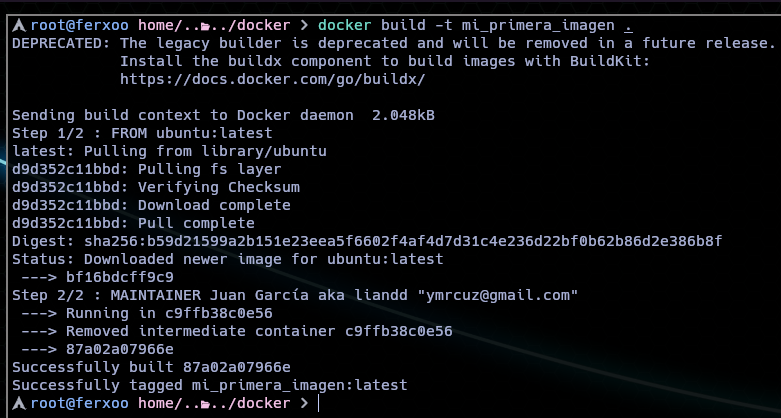 root@ferxoo home/..../docker > docker build -t mi_primera_imagen .
DEPRECATED: The legacy builder is deprecated and will be removed in a future release.
Install the buildx component to build images with BuildKit:
https://docs.docker.com/go/buildx/
Sending build context to Docker daemon  2.048kB
Step 1/2 : FROM ubuntu:latest
latest: Pulling from library/ubuntu
d9d352c11bbd: Pulling fs layer
d9d352c11bbd: Verifying Checksum
d9d352c11bbd: Download complete
d9d352c11bbd: Pull complete
Digest: sha256:b59d21599a2b151e23eea5f6602f4af4d7d31c4e236d22bf0b62b86d2e386b8f
Status: Downloaded newer image for ubuntu:latest
---> bf16bdcff9c9
Step 2/2 : MAINTAINER Juan García aka liandd "ymrcuz@gmail.com"
---> Running in c9ffb38c0e56
---> Removed intermediate container c9ffb38c0e56
---> 87a02a07966e
Successfully built 87a02a07966e
Successfully tagged mi_primera_imagen:latest
root@ferxoo home/..../docker >